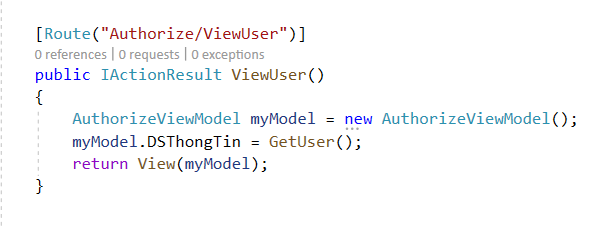 [Route("Authorize/ViewUser")]
0 references | 0 requests | 0 exceptions
public IActionResult ViewUser()
{
AuthorizeViewModel myModel = new AuthorizeViewModel();
myModel.DSThongTin = GetUser();
return View(myModel);
}